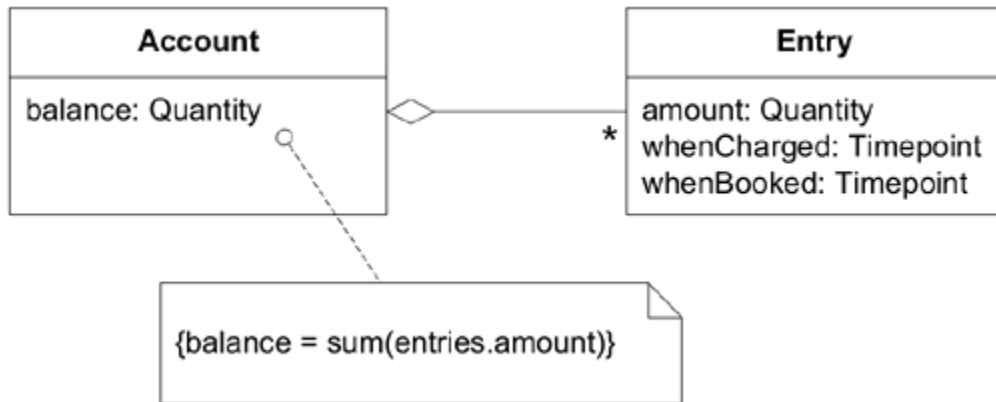 Account
balance: Quantity
*
Entry
amount: Quantity
whenCharged: Timepoint
whenBooked: Timepoint
{balance = sum(entries.amount)}